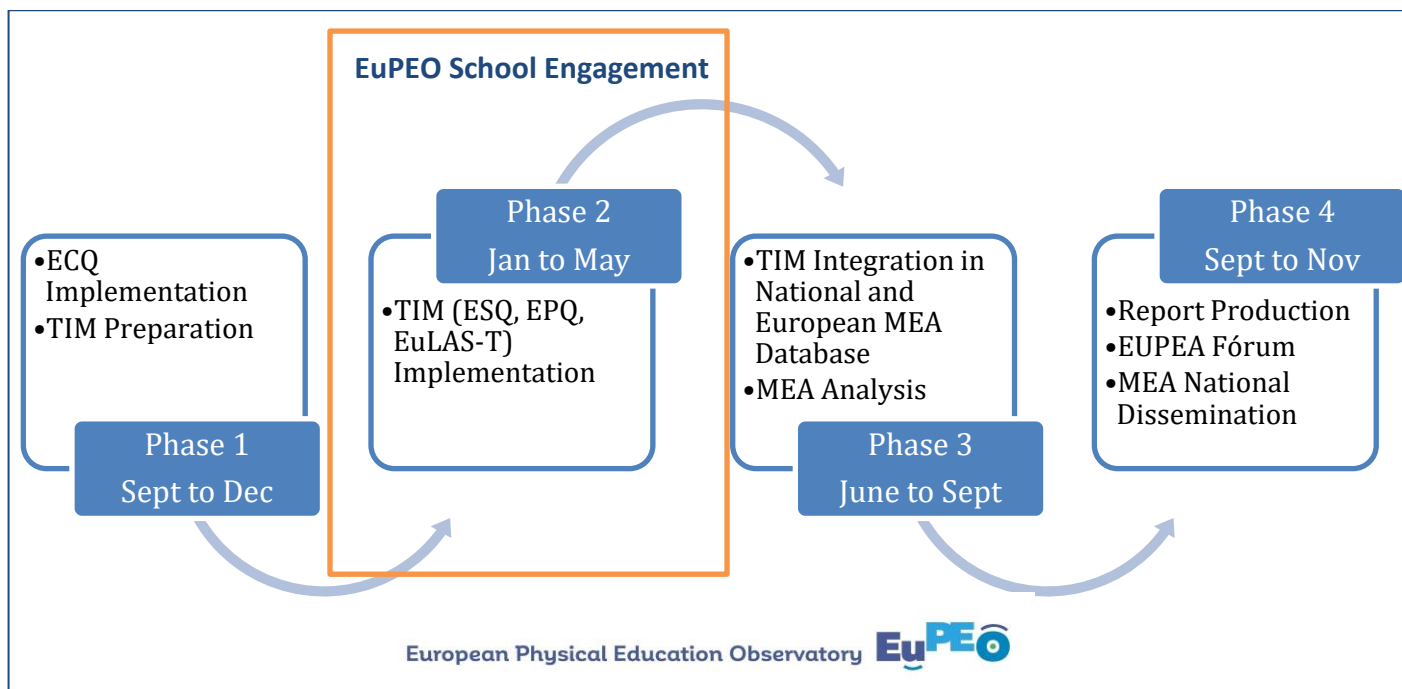 EuPEO School Engagement
•ECQ
Implementation
•TIM Preparation
Phase 1
Sept to Dec
Phase 2
Jan to May
•TIM (ESQ, EPQ,
EuLAS-T)
Implementation
•TIM Integration in
National and
European MEA
Database
•MEA Analysis
Phase 3
June to Sept
Phase 4
Sept to Nov
•Report Production
•EUPEA Fórum
•MEA National
Dissemination
European Physical Education Observatory EuPEO